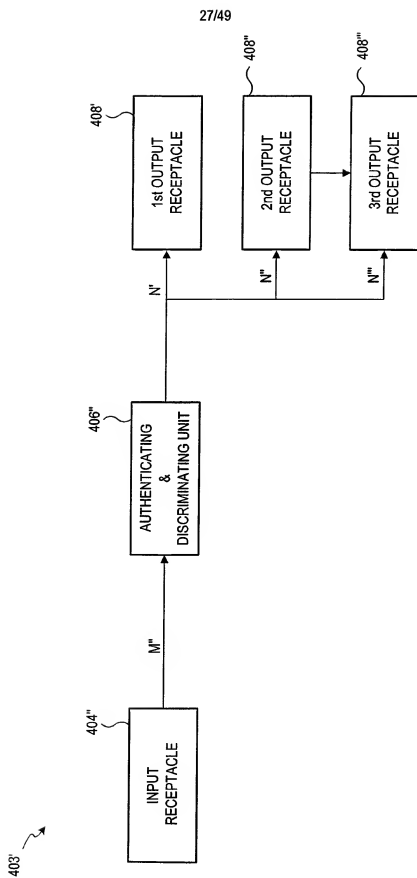 27/49
403'
404"
INPUT
RECEPTACLE
M"
406"
AUTHENTICATING
&
DISCRIMINATING UNIT
N'
N"
N'"
408'
1st OUTPUT
RECEPTACLE
408"
2nd OUTPUT
RECEPTACLE
408'"
3rd OUTPUT
RECEPTACLE